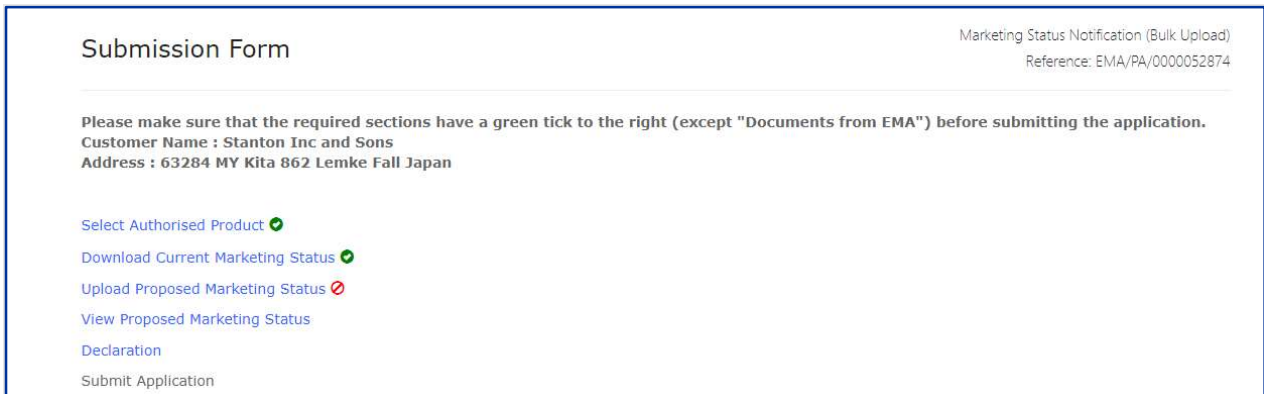 Submission Form
Marketing Status Notification (Bulk Upload)
Reference: EMA/PA/0000052874
Please make sure that the required sections have a green tick to the right (except "Documents from EMA") before submitting the application.
Customer Name : Stanton Inc and Sons
Address : 63284 MY Kita 862 Lemke Fall Japan
Select Authorised Product
Download Current Marketing Status
Upload Proposed Marketing Status
View Proposed Marketing Status
Declaration
Submit Application